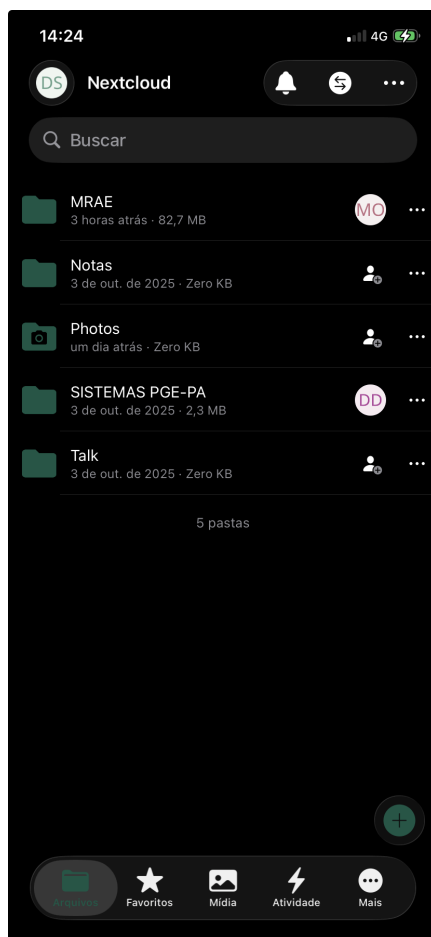 14:24
4G
DS
Nextcloud
Buscar
MRAE
MO
3 horas atrás · 82,7 MB
Notas
3 de out. de 2025 · Zero KB
Photos
um dia atrás · Zero KB
SISTEMAS PGE-PA
DD
3 de out. de 2025 · 2,3 MB
Talk
3 de out. de 2025 · Zero KB
5 pastas
Arquivos
Favoritos
Mídia
Atividade
Mais